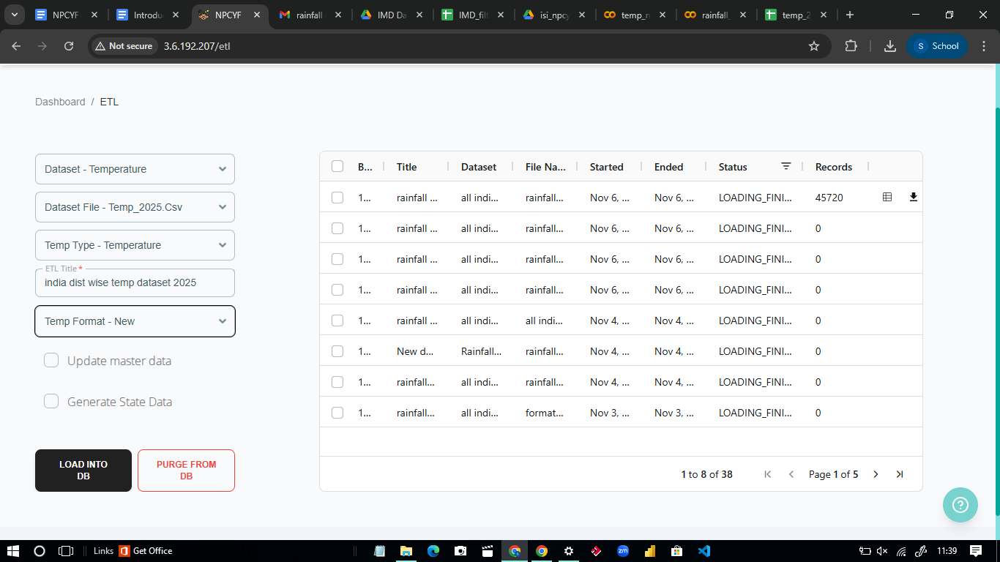 NPCYF
Introdu
NPCYF
rainfall
IMD Da
IMD_filt
isi_npcy
temp_n
rainfall_
temp_2
Not secure
3.6.192.207/etl
S School
Dashboard / ETL
Dataset - Temperature
Dataset File - Temp_2025.Csv
Temp Type - Temperature
ETL Title *
india dist wise temp dataset 2025
Temp Format - New
Update master data
Generate State Data
LOAD INTO
DB
PURGE FROM
DB
B... Title Dataset File Na... Started Ended Status Records
1... rainfall ... all indi... rainfall... Nov 6, ... Nov 6, ... LOADING_FINI... 45720
1... rainfall ... all indi... rainfall... Nov 6, ... Nov 6, ... LOADING_FINI... 0
1... rainfall ... all indi... rainfall... Nov 6, ... Nov 6, ... LOADING_FINI... 0
1... rainfall ... all indi... rainfall... Nov 6, ... Nov 6, ... LOADING_FINI... 0
1... rainfall ... all indi... all indi... Nov 4, ... Nov 4, ... LOADING_FINI... 0
1... New d... Rainfall... rainfall... Nov 4, ... Nov 4, ... LOADING_FINI... 0
1... rainfall... all indi... rainfall... Nov 4, ... Nov 4, ... LOADING_FINI... 0
1... rainfall... all indi... format... Nov 3, ... Nov 3, ... LOADING_FINI... 0
1 to 8 of 38 Page 1 of 5
Links Get Office
zm
11:39